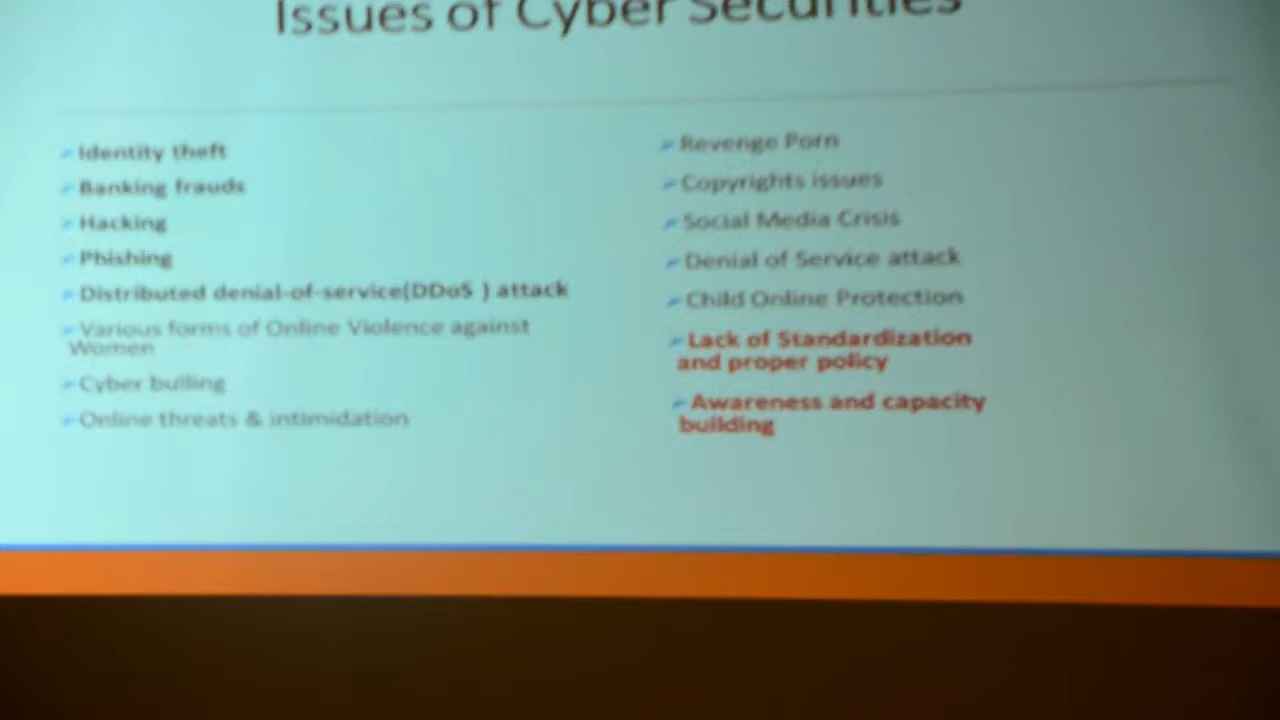 Issues of Cyber Securities
Identity theft
Banking frauds
Hacking
Phishing
Distributed denial-of-service(DDoS ) attack
Various forms of Online Violence against
Women
Cyber bulling
Online threats & intimidation
Revenge Porn
Copyrights issues
Social Media Crisis
Denial of Service attack
Child Online Protection
Lack of Standardization
and proper policy
Awareness and capacity
building